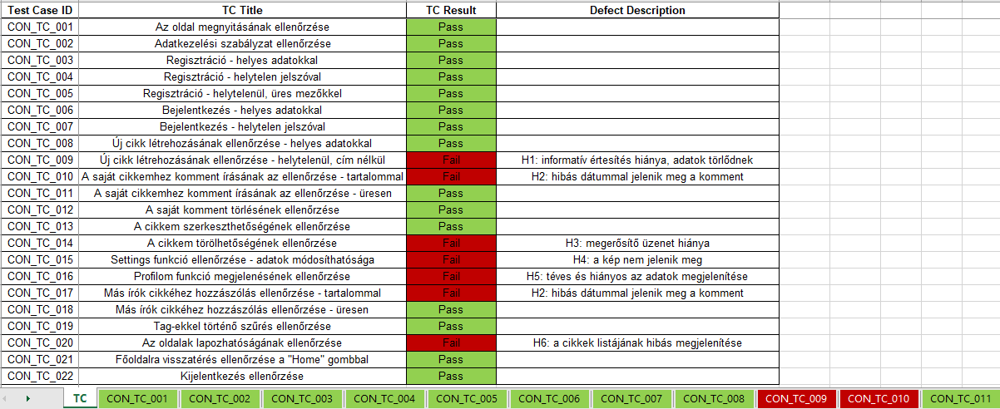 Test Case ID TC Title TC Result Defect Description
CON_TC_001 Az oldal megnyitásának ellenőrzése Pass
CON_TC_002 Adatkezelési szabályzat ellenőrzése Pass
CON_TC_003 Regisztráció - helyes adatokkal Pass
CON_TC_004 Regisztráció - helytelen jelszóval Pass
CON_TC_005 Regisztráció - helytelenül, üres mezőkkel Pass
CON_TC_006 Bejelentkezés - helyes adatokkal Pass
CON_TC_007 Bejelentkezés - helytelen jelszóval Pass
CON_TC_008 Új cikk létrehozásának ellenőrzése - helyes adatokkal Pass
CON_TC_009 Új cikk létrehozásának ellenőrzése - helytelenül, cím nélkül Fail H1: informatív értesítés hiánya, adatok törlődnek
CON_TC_010 A saját cikkemhez komment írásának az ellenőrzése - tartalommal Fail H2: hibás dátummal jelenik meg a komment
CON_TC_011 A saját cikkemhez komment írásának az ellenőrzése - üresen Pass
CON_TC_012 A saját komment törlésének ellenőrzése Pass
CON_TC_013 A cikkem szerkeszthetőségének ellenőrzése Pass
CON_TC_014 A cikkem törölhetőségének ellenőrzése Fail H3: megerősítő üzenet hiánya
CON_TC_015 Settings funkció ellenőrzése - adatok módosíthatósága Fail H4: a kép nem jelenik meg
CON_TC_016 Profilom funkció megjelenésének ellenőrzése Fail H5: téves és hiányos az adatok megjelenítése
CON_TC_017 Más írók cikkéhez hozzászólás ellenőrzése - tartalommal Fail H2: hibás dátummal jelenik meg a komment
CON_TC_018 Más írók cikkéhez hozzászólás ellenőrzése - üresen Pass
CON_TC_019 Tag-ekkel történő szűrés ellenőrzése Pass
CON_TC_020 Az oldalak lapozhatóságának ellenőrzése Fail H6: a cikkek listájának hibás megjelenítése
CON_TC_021 Főoldalra visszatérés ellenőrzése a "Home" gombbal Pass
CON_TC_022 Kijelentkezés ellenőrzése Pass
TC CON_TC_001 CON_TC_002 CON_TC_003 CON_TC_004 CON_TC_005 CON_TC_006 CON_TC_007 CON_TC_008 CON_TC_009 CON_TC_010 CON_TC_011